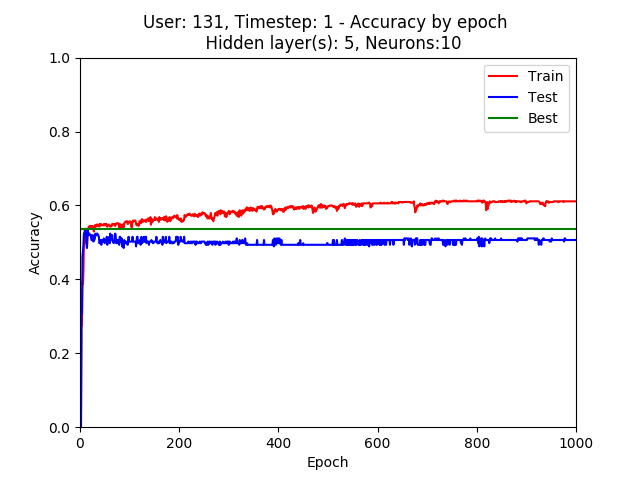 User: 131, Timestep: 1 - Accuracy by epoch
Hidden layer(s): 5, Neurons:10
1.0
0.8
0.6
0.4
0.2
0.0
Accuracy
Train
Test
Best
0
200
400
600
800
1000
Epoch